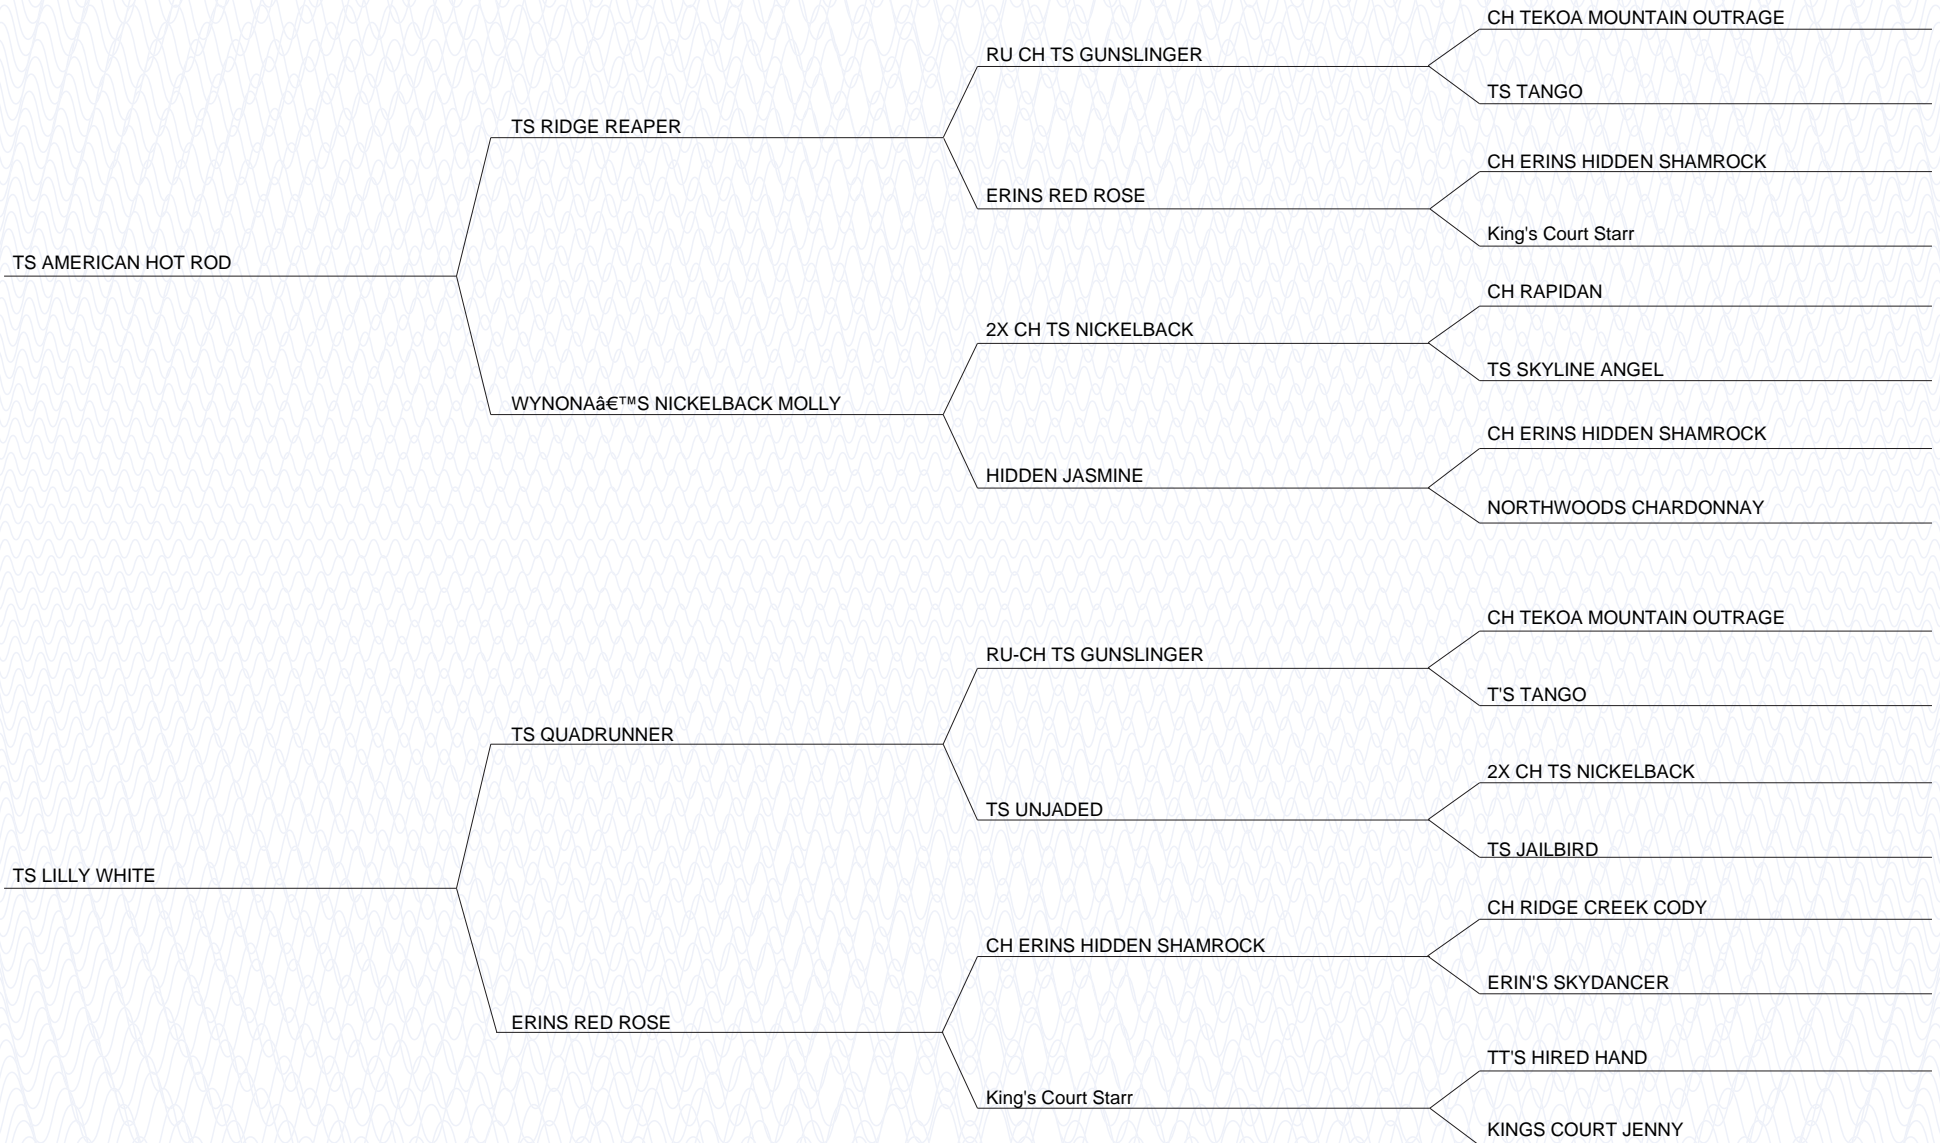 CH TEKOA MOUNTAIN OUTRAGE
RU CH TS GUNSLINGER
TS TANGO
TS RIDGE REAPER
CH ERINS HIDDEN SHAMROCK
ERINS RED ROSE
King's Court Starr
TS AMERICAN HOT ROD
CH RAPIDAN
2X CH TS NICKELBACK
TS SKYLINE ANGEL
WYNONAâ€™S NICKELBACK MOLLY
CH ERINS HIDDEN SHAMROCK
HIDDEN JASMINE
NORTHWOODS CHARDONNAY
CH TEKOA MOUNTAIN OUTRAGE
RU-CH TS GUNSLINGER
T'S TANGO
TS QUADRUNNER
2X CH TS NICKELBACK
TS UNJADED
TS JAILBIRD
TS LILLY WHITE
CH RIDGE CREEK CODY
CH ERINS HIDDEN SHAMROCK
ERIN'S SKYDANCER
ERINS RED ROSE
TT'S HIRED HAND
King's Court Starr
KINGS COURT JENNY